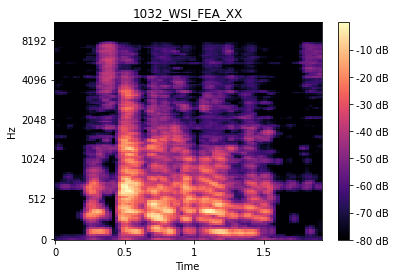 1032_WSI_FEA_XX
8192
4096
2048
1024
512
0
Hz
0
0.5
1
1.5
Time
-10 dB
-20 dB
-30 dB
-40 dB
-50 dB
-60 dB
-70 dB
-80 dB